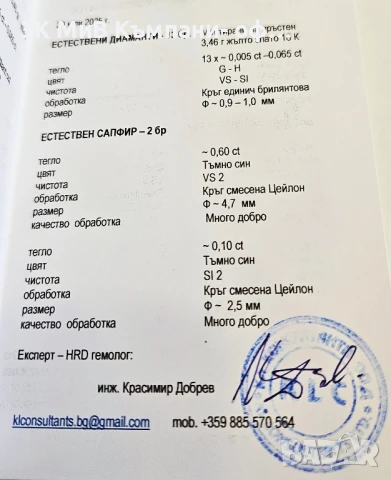 ЕСТЕСТВЕНИ ДИАМАНТИ
3,46 г жълто злато 18 К
тегло 13 x ~ 0,005 ct –0,065 ct
цвят G - H
чистота VS - SI
обработка Кръг единич брилянтова
размер Ф ~ 0,9 – 1,0 мм
ЕСТЕСТВЕН САПФИР – 2 бр
тегло ~ 0,60 ct
цвят Тъмно син
чистота VS 2
обработка Кръг смесена Цейлон
размер Ф ~ 4,7 мм
качество обработка Много добро
тегло ~ 0,10 ct
цвят Тъмно син
чистота SI 2
обработка Кръг смесена Цейлон
размер Ф ~ 2,5 мм
качество обработка Много добро
Експерт – HRD гемолог:
инж. Красимир Добрев
klconsultants.bg@gmail.com mob. +359 885 570 564
БАЗАР